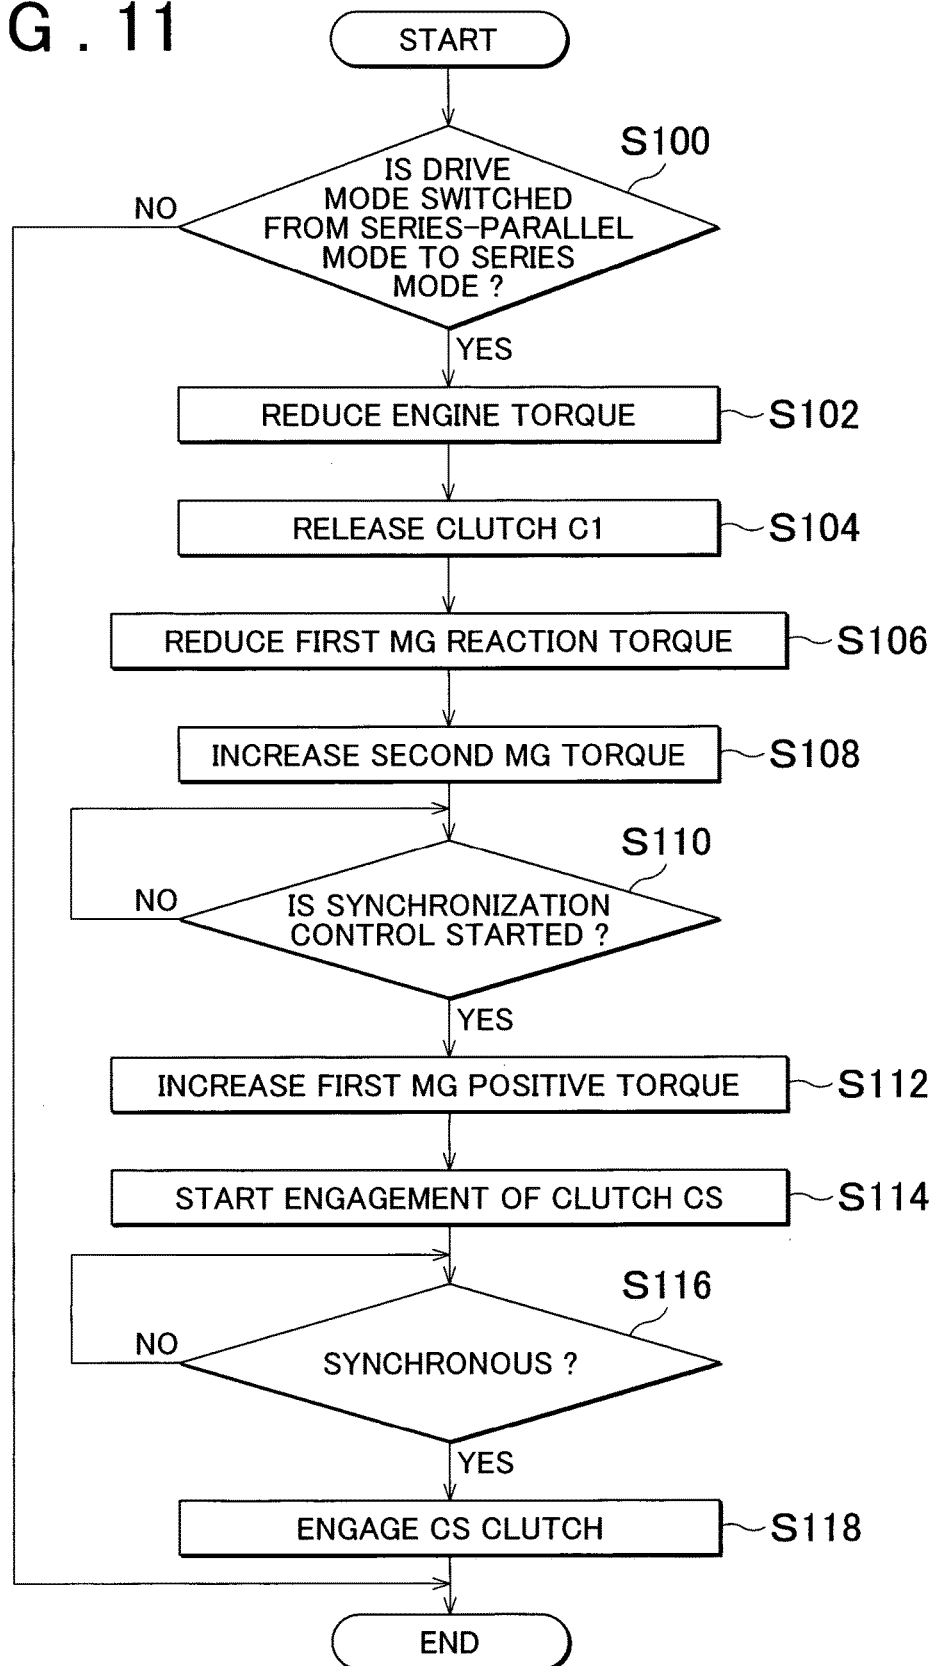 G . 11
START
S100
IS DRIVE
MODE SWITCHED
FROM SERIES-PARALLEL
MODE TO SERIES
MODE ?
NO
YES
REDUCE ENGINE TORQUE
S102
RELEASE CLUTCH C1
S104
REDUCE FIRST MG REACTION TORQUE
S106
INCREASE SECOND MG TORQUE
S108
S110
IS SYNCHRONIZATION
CONTROL STARTED ?
NO
YES
INCREASE FIRST MG POSITIVE TORQUE
S112
START ENGAGEMENT OF CLUTCH CS
S114
S116
SYNCHRONOUS ?
NO
YES
ENGAGE CS CLUTCH
S118
END